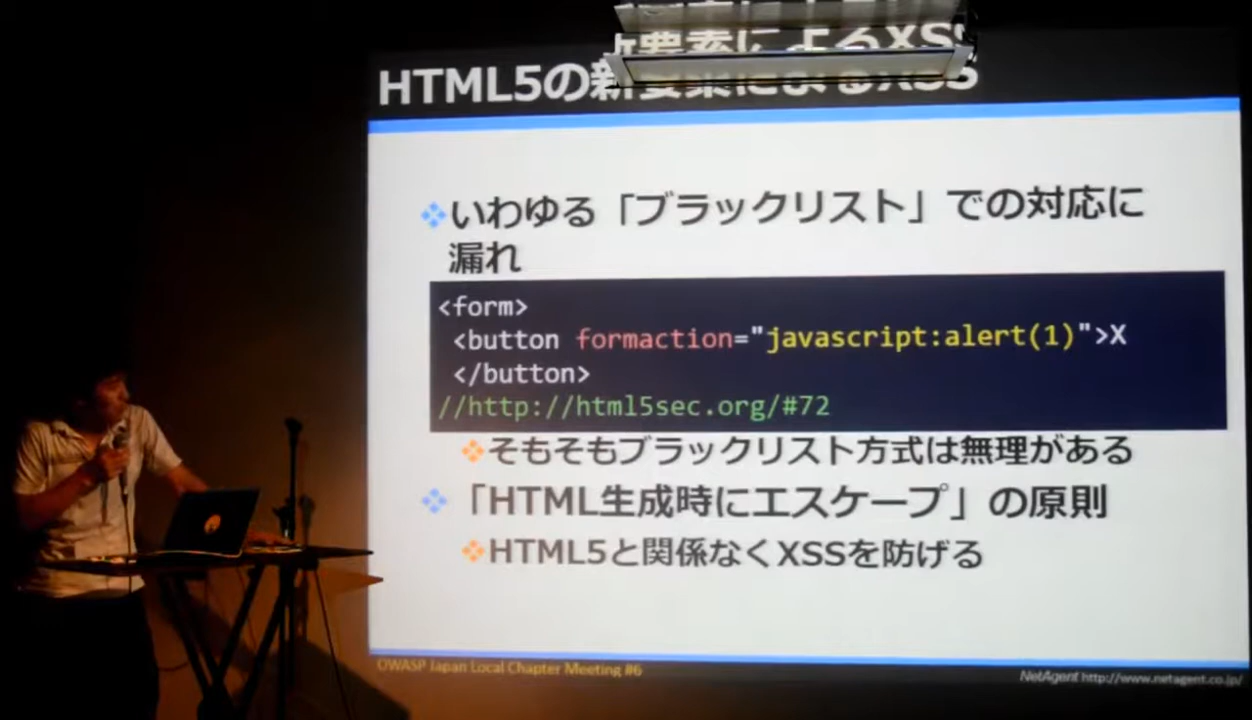 HTML5の新要素によるXSS
いわゆる「ブラックリスト」での対応に
漏れ
<form>
<button formaction="javascript:alert(1)">X
</button>
//http://html5sec.org/#72
そもそもブラックリスト方式は無理がある
「HTML生成時にエスケープ」の原則
HTML5と関係なくXSSを防げる
OWASP Japan Local Chapter Meeting #6
NetAgent http://www.netagent.co.jp/